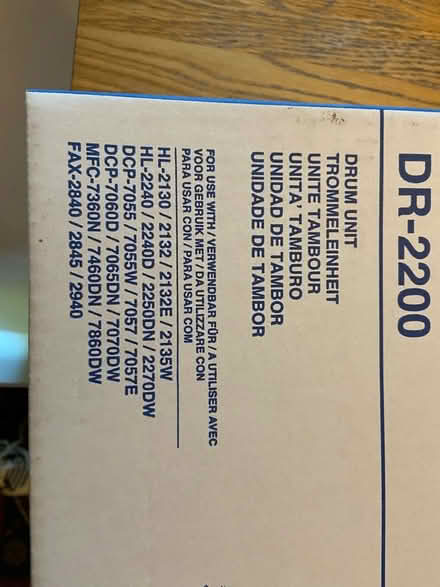 DR-2200
DRUM UNIT
TROMMELEINHEIT
UNITE TAMBOUR
UNITA' TAMBURO
UNIDAD DE TAMBOR
UNIDADE DE TAMBOR
FOR USE WITH / VERWENDBAR FÜR / A UTILISER AVEC
VOOR GEBRUIK MET / DA UTILIZZARE CON
PARA USAR CON / PARA USAR COM
HL-2130 / 2132 / 2132E / 2135W
HL-2240 / 2240D / 2250DN / 2270DW
DCP-7055 / 7055W / 7057 / 7057E
DCP-7060D / 7065DN / 7070DW
MFC-7360N / 7460DN / 7860DW
FAX-2840 / 2845 / 2940